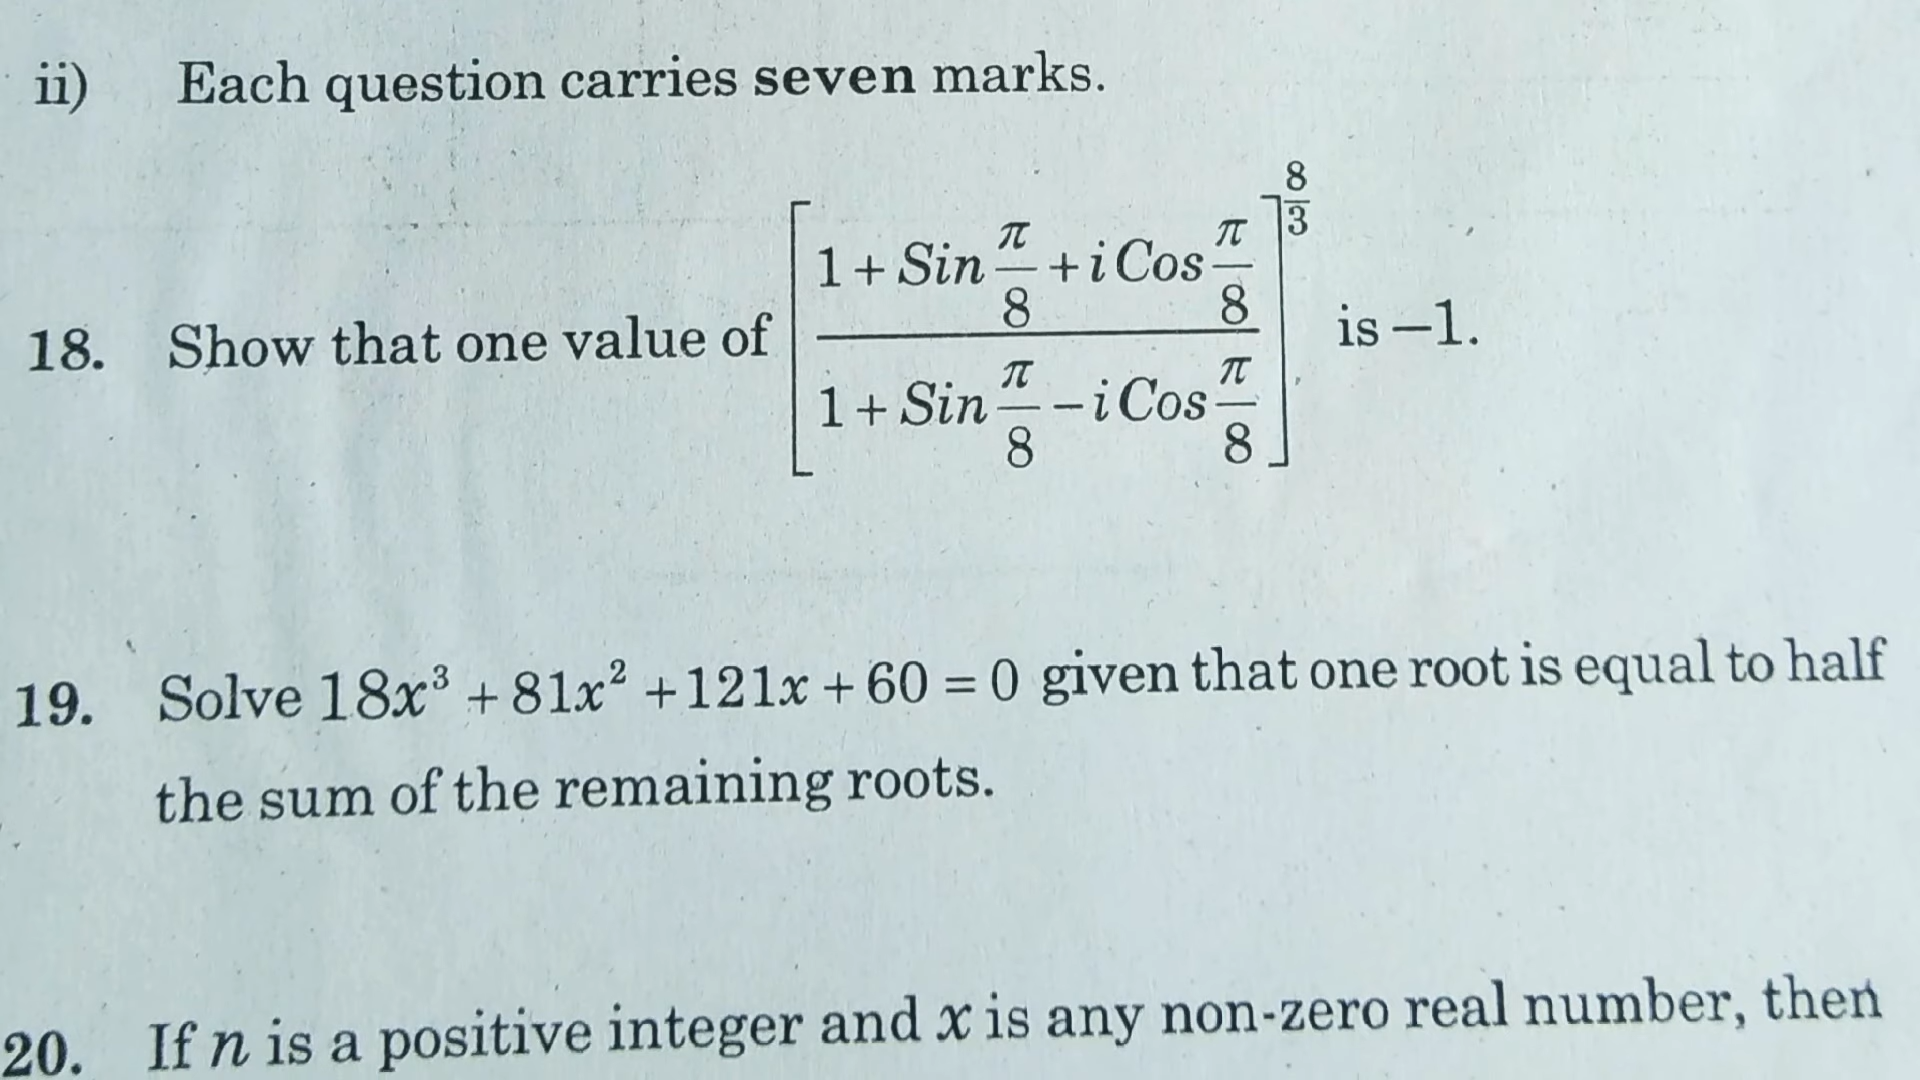 ii) Each question carries seven marks.
18. Show that one value of [(1 + Sin π/8 + i Cos π/8) / (1 + Sin π/8 − i Cos π/8)]^(8/3) is −1.
19. Solve 18x³ + 81x² + 121x + 60 = 0 given that one root is equal to half
the sum of the remaining roots.
20. If n is a positive integer and x is any non-zero real number, then